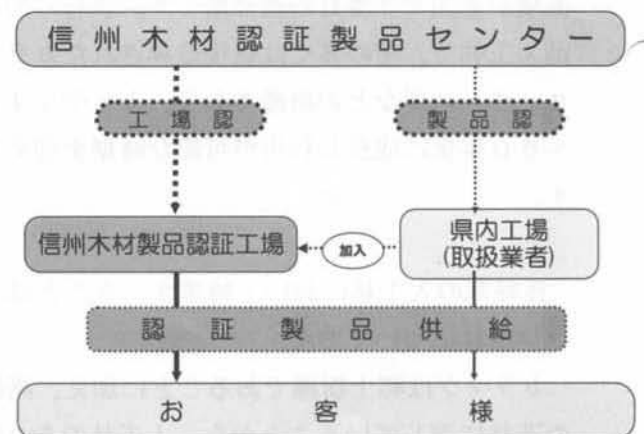 信州木材認証製品センター
工場認
製品認
信州木材製品認証工場
加入
県内工場
(取扱業者)
認証製品供給
お客様